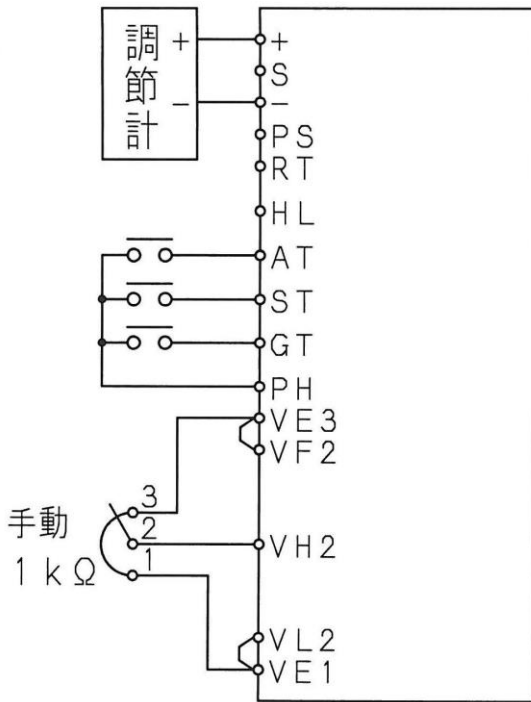 調節計
+ +
S
− −
PS
RT
HL
AT
ST
GT
PH
VE3
VF2
3
手動 2 VH2
1kΩ 1
VL2
VE1